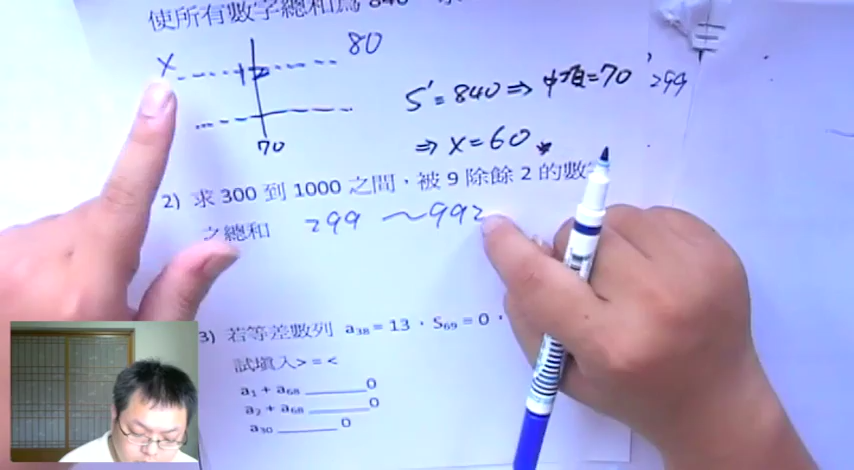 使所有數字總和為 840
X 80
70
S' = 840 ⇒ 中項 = 70
299
⇒ X = 60
2) 求 300 到 1000 之間，被 9 除餘 2 的數
之總和 299 ～992
3) 若等差數列 a₃₈ = 13，S₆₉ = 0，
試填入> = <
a₁ + a₆₈ ______ 0
a₂ + a₆₈ ______ 0
a₃₀ ______ 0